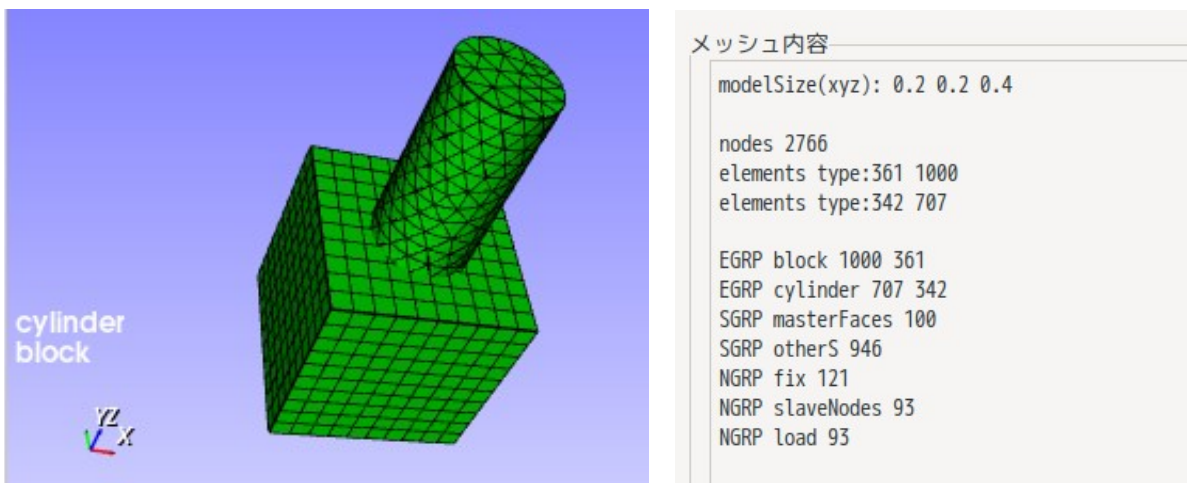 cylinder
block
YZ
X
メッシュ内容
modelSize(xyz): 0.2 0.2 0.4
nodes 2766
elements type:361 1000
elements type:342 707
EGRP block 1000 361
EGRP cylinder 707 342
SGRP masterFaces 100
SGRP otherS 946
NGRP fix 121
NGRP slaveNodes 93
NGRP load 93